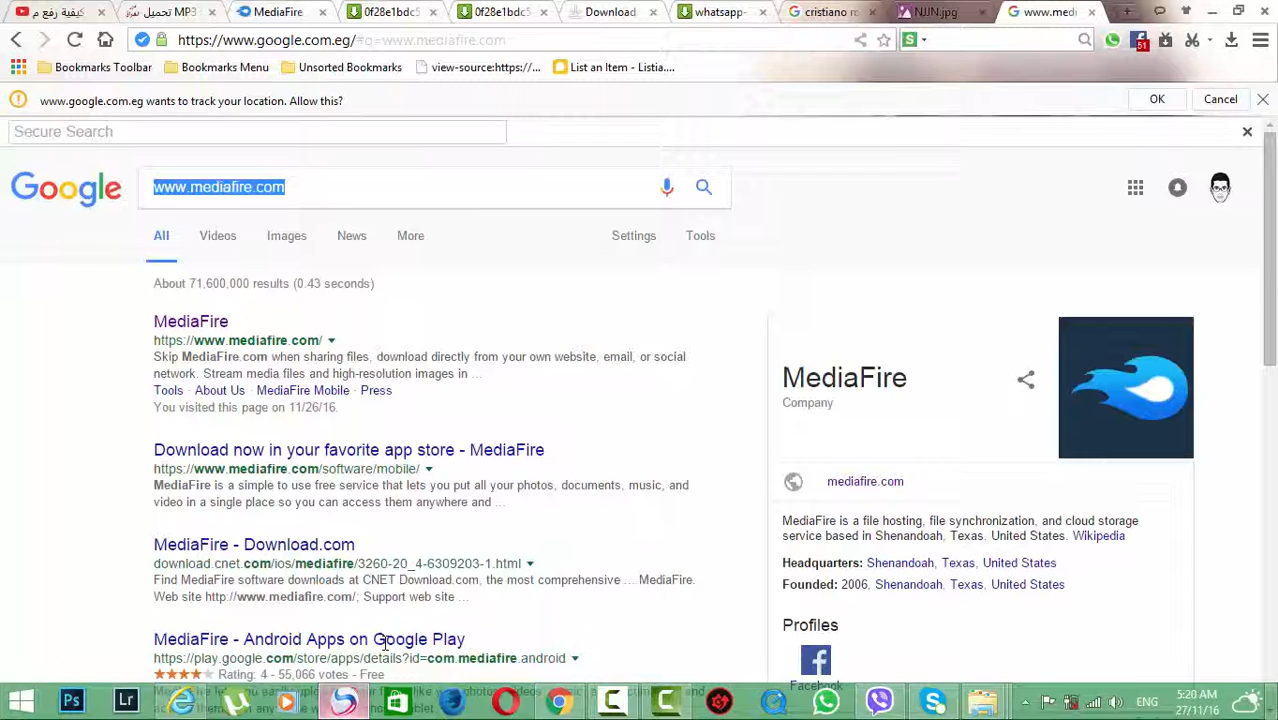 كيفية رفع م
تحميل MP3
MediaFire
0f28e1bdc5
0f28e1bdc5
Download
whatsapp-
cristiano r
NJJN.jpg
www.medi
https://www.google.com.eg/#q=www.mediafire.com
S
51
Bookmarks Toolbar
Bookmarks Menu
Unsorted Bookmarks
view-source:https://...
List an Item - Listia....
www.google.com.eg wants to track your location. Allow this?
OK
Cancel
Secure Search
Google
www.mediafire.com
All
Videos
Images
News
More
Settings
Tools
About 71,600,000 results (0.43 seconds)
MediaFire
https://www.mediafire.com/
Skip MediaFire.com when sharing files, download directly from your own website, email, or social
network. Stream media files and high-resolution images in ...
Tools · About Us · MediaFire Mobile · Press
You visited this page on 11/26/16.
Download now in your favorite app store - MediaFire
https://www.mediafire.com/software/mobile/
MediaFire is a simple to use free service that lets you put all your photos, documents, music, and
video in a single place so you can access them anywhere and ...
MediaFire - Download.com
download.cnet.com/ios/mediafire/3260-20_4-6309203-1.html
Find MediaFire software downloads at CNET Download.com, the most comprehensive ... MediaFire.
Web site http://www.mediafire.com/; Support web site ...
MediaFire - Android Apps on Google Play
https://play.google.com/store/apps/details?id=com.mediafire.android
Rating: 4 - 55,066 votes - Free
MediaFire
Company
mediafire.com
MediaFire is a file hosting, file synchronization, and cloud storage
service based in Shenandoah, Texas, United States. Wikipedia
Headquarters: Shenandoah, Texas, United States
Founded: 2006, Shenandoah, Texas, United States
Profiles
Facebook
Ps
Lr
ENG
5:20 AM
27/11/16